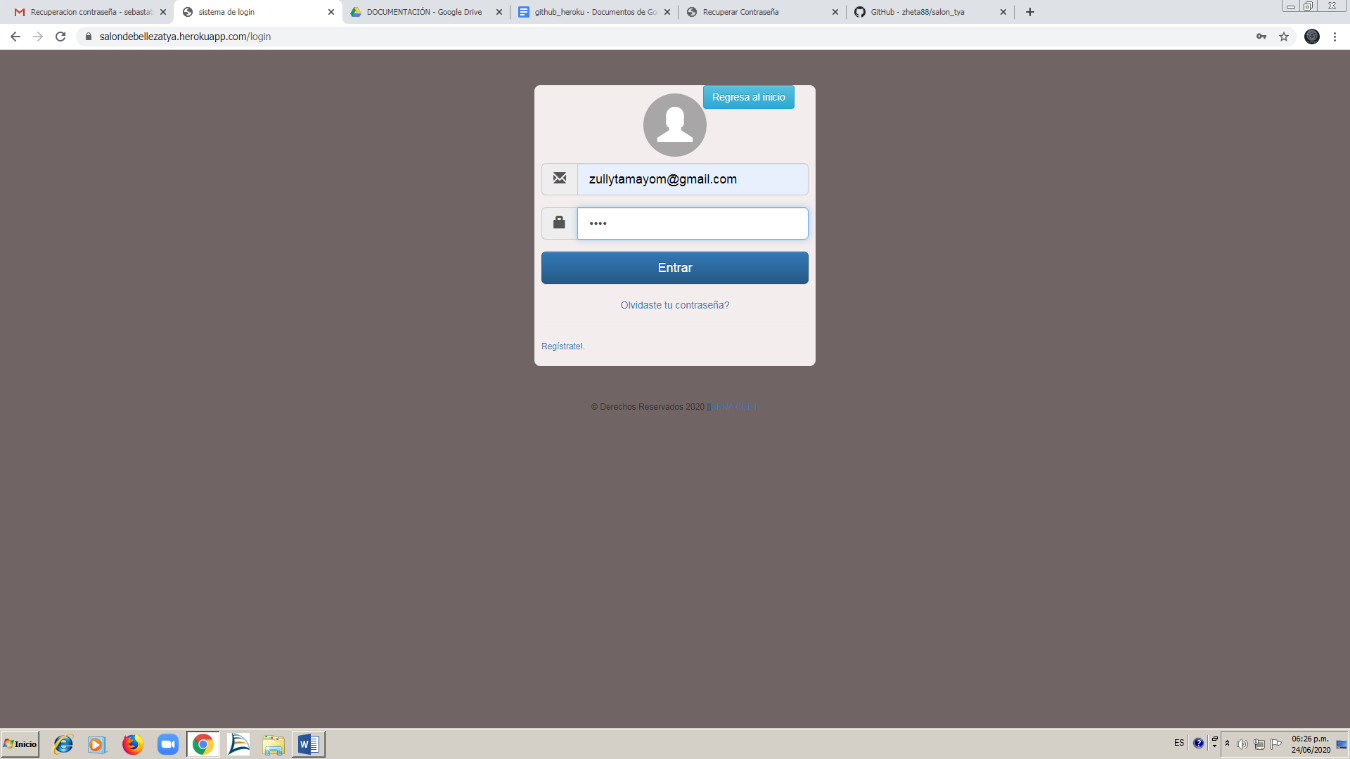 Recuperacion contraseña - sebasta
sistema de login
DOCUMENTACIÓN - Google Drive
github_heroku - Documentos de Go
Recuperar Contraseña
GitHub - zheta88/salon_tya
salondebellezatya.herokuapp.com/login
Regresa al inicio
zullytamayom@gmail.com
••••
Entrar
Olvidaste tu contraseña?
Regístrate!.
© Derechos Reservados 2020 ||
Inicio
ES
06:26 p.m.
24/06/2020